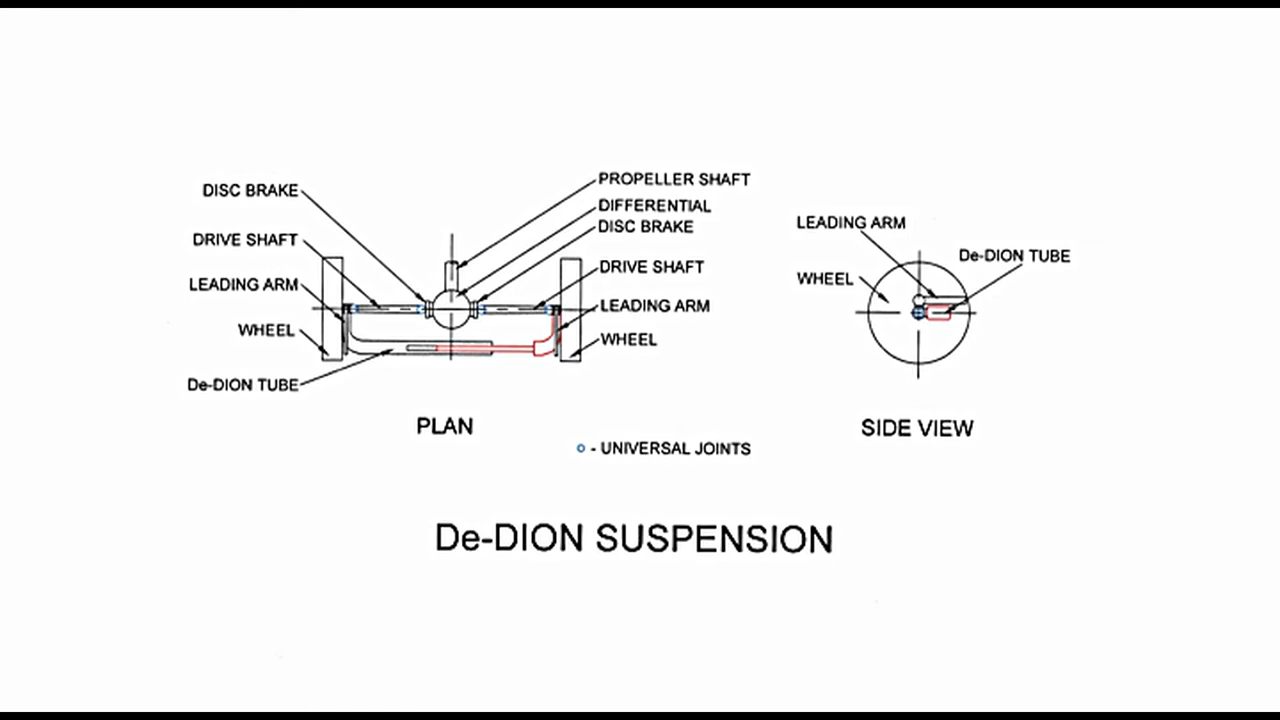 DISC BRAKE
DRIVE SHAFT
LEADING ARM
WHEEL
De-DION TUBE
PROPELLER SHAFT
DIFFERENTIAL
DISC BRAKE
DRIVE SHAFT
LEADING ARM
WHEEL
PLAN
LEADING ARM
De-DION TUBE
WHEEL
SIDE VIEW
- UNIVERSAL JOINTS
De-DION SUSPENSION